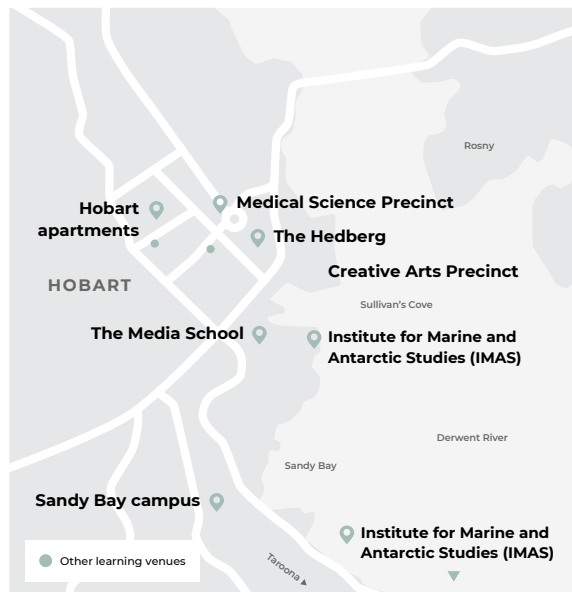 Rosny
Medical Science Precinct
Hobart
apartments
The Hedberg
Creative Arts Precinct
HOBART
Sullivan's Cove
The Media School
Institute for Marine and
Antarctic Studies (IMAS)
Derwent River
Sandy Bay
Sandy Bay campus
Institute for Marine and
Antarctic Studies (IMAS)
Other learning venues
Taroona